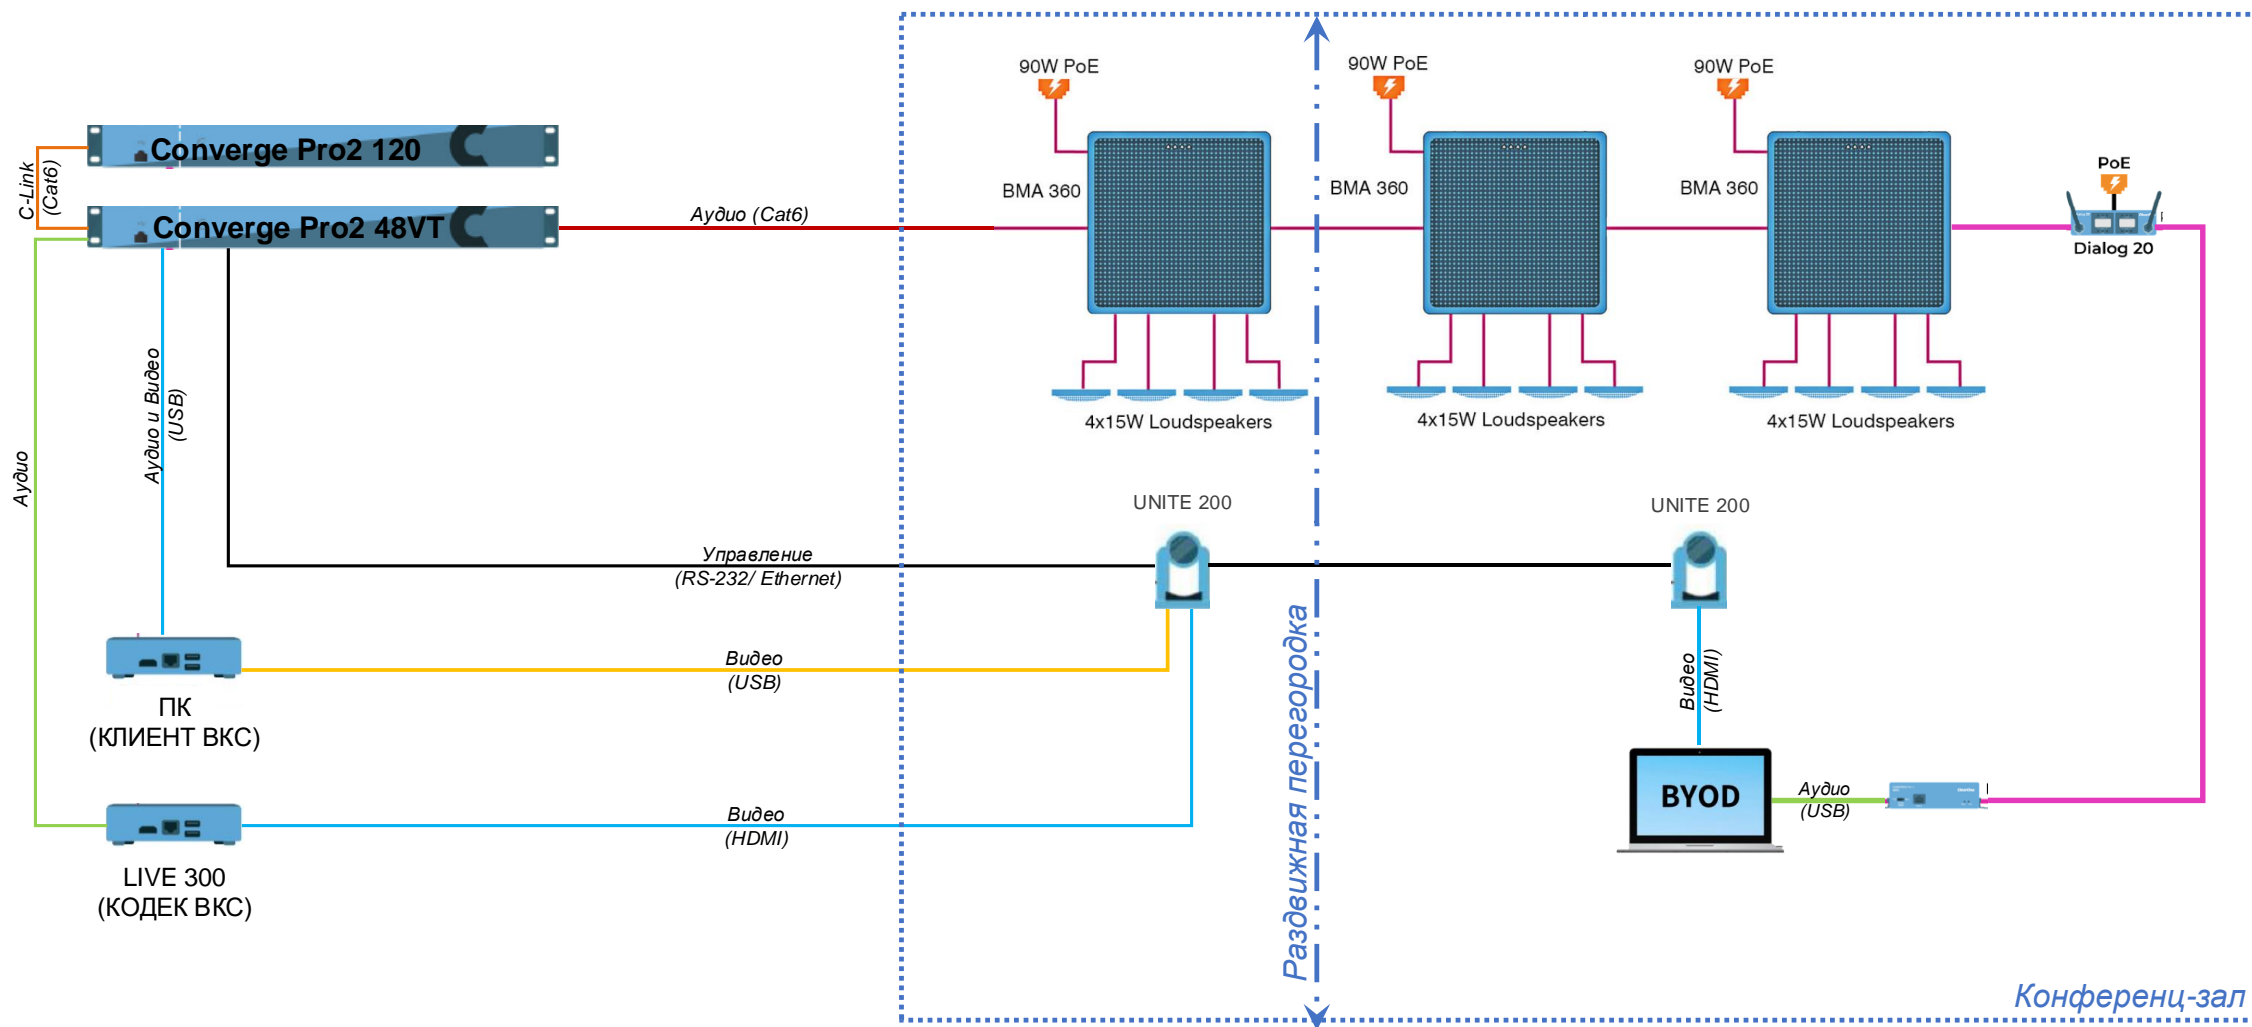 90W PoE
90W PoE
90W PoE
Converge Pro2 120
C-Link
(Cat6)
Converge Pro2 48VT
Аудио (Cat6)
BMA 360
BMA 360
BMA 360
PoE
Dialog 20
4x15W Loudspeakers
4x15W Loudspeakers
4x15W Loudspeakers
Аудио
Аудио и Видео
(USB)
UNITE 200
UNITE 200
Управление
(RS-232/ Ethernet)
Видео
(USB)
ПК
(КЛИЕНТ ВКС)
Видео
(HDMI)
Раздвижная перегородка
BYOD
Аудио
(USB)
Видео
(HDMI)
LIVE 300
(КОДЕК ВКС)
Конференц-зал